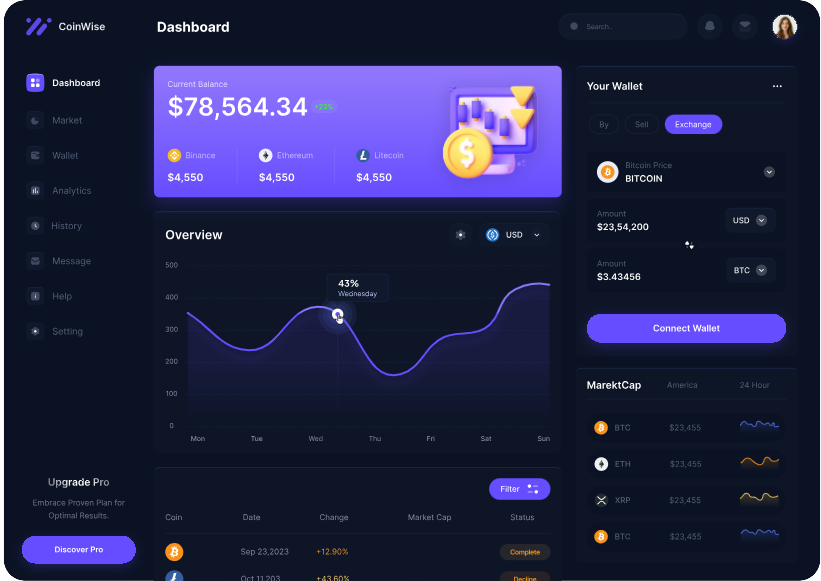 CoinWise
Dashboard
Search..
Dashboard
Market
Wallet
Analytics
History
Message
Help
Setting
Upgrade Pro
Embrace Proven Plan for
Optimal Results.
Discover Pro
Current Balance
$78,564.34 +23%
Binance
$4,550
Ethereum
$4,550
Litecoin
$4,550
Overview
USD
500
400
300
200
100
0
43%
Wednesday
Mon Tue Wed Thu Fri Sat Sun
Filter
Coin Date Change Market Cap Status
Sep 23,2023 +12.90% Complete
Oct 11,203 +43.60% Decline
Your Wallet
By Sell Exchange
Bitcoin Price
BITCOIN
Amount
$23,54,200
USD
Amount
$3.43456
BTC
Connect Wallet
MarektCap America 24 Hour
BTC $23,455
ETH $23,455
XRP $23,455
BTC $23,455